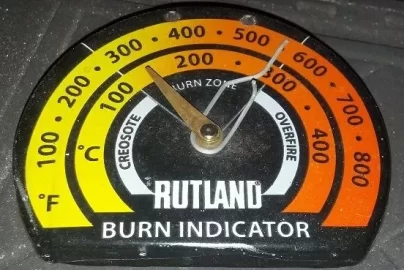 100 • 200 • 300 • 400 • 500 • 600 • 700 • 800
°F
100 • 200 • 300 • 400
°C
BURN ZONE
CREOSOTE
OVERFIRE
RUTLAND
BURN INDICATOR